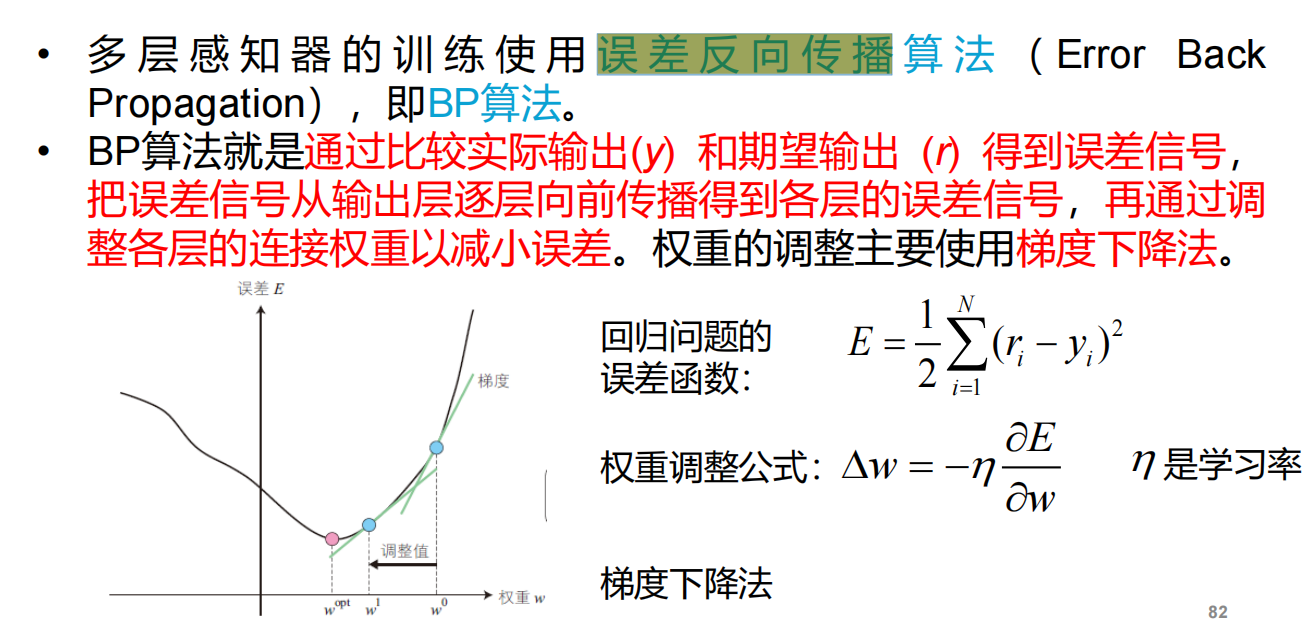 • 多层感知器的训练使用误差反向传播算法（Error Back
Propagation），即BP算法。
• BP算法就是通过比较实际输出(y）和期望输出（r）得到误差信号，
把误差信号从输出层逐层向前传播得到各层的误差信号，再通过调
整各层的连接权重以减小误差。权重的调整主要使用梯度下降法。
误差 E
梯度
调整值
w^opt w^1 w^0 权重 w
回归问题的
误差函数：
E = \frac{1}{2} \sum_{i=1}^{N} (r_i - y_i)^2
权重调整公式：Δw = -η \frac{∂E}{∂w} η 是学习率
梯度下降法
82